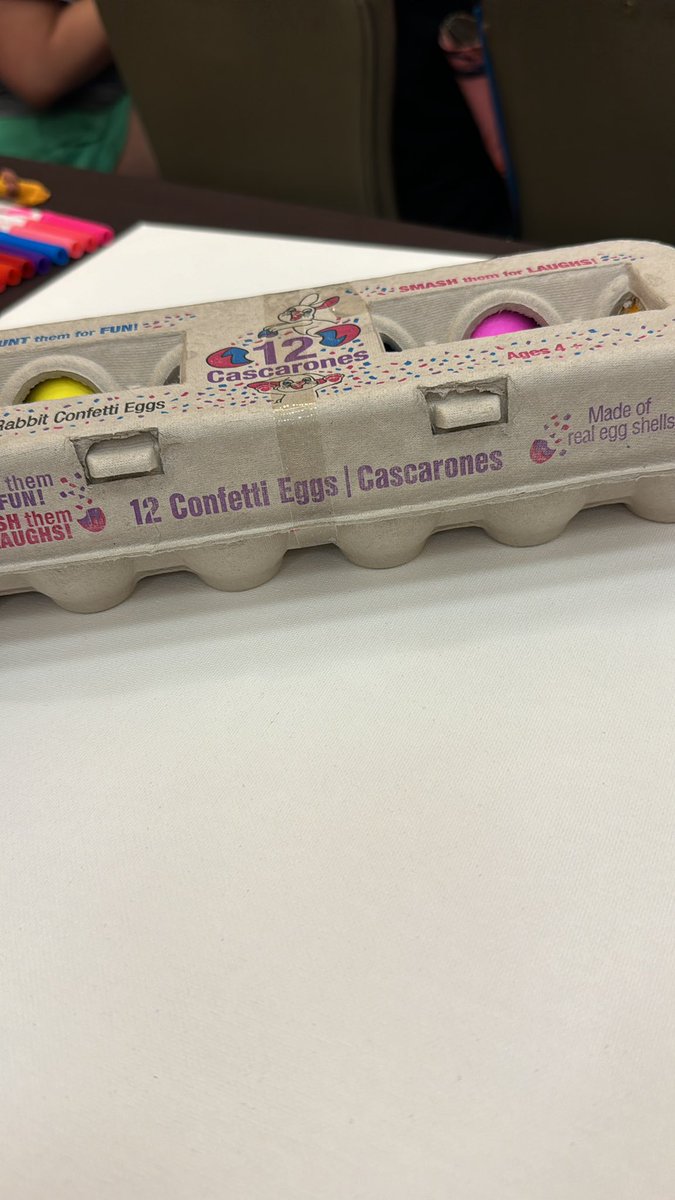 UNT them for FUN!
SMASH them for LAUGHS!
12
Cascarones
Ages 4 +
Rabbit Confetti Eggs
Made of
real egg shells
12 Confetti Eggs | Cascarones
them
FUN!
SH them
LAUGHS!